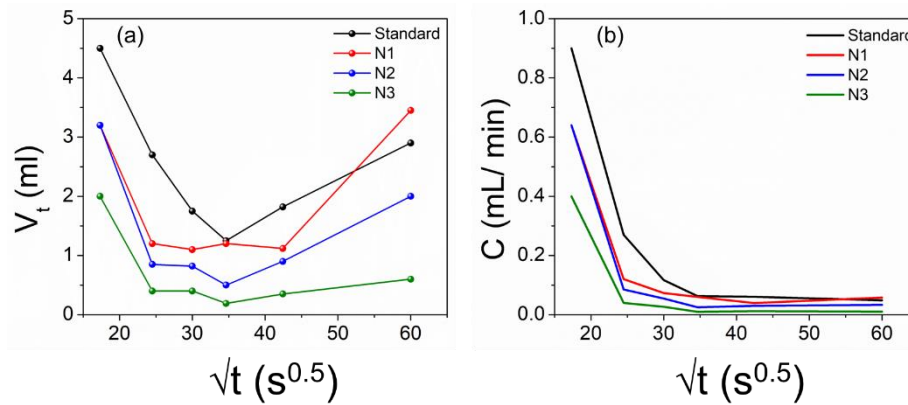 (a)
Standard
N1
N2
N3
5
4
3
2
1
0
Vt (ml)
20 30 40 50 60
√t (s0.5)
(b)
Standard
N1
N2
N3
1.0
0.8
0.6
0.4
0.2
0.0
C (mL/ min)
20 30 40 50 60
√t (s0.5)